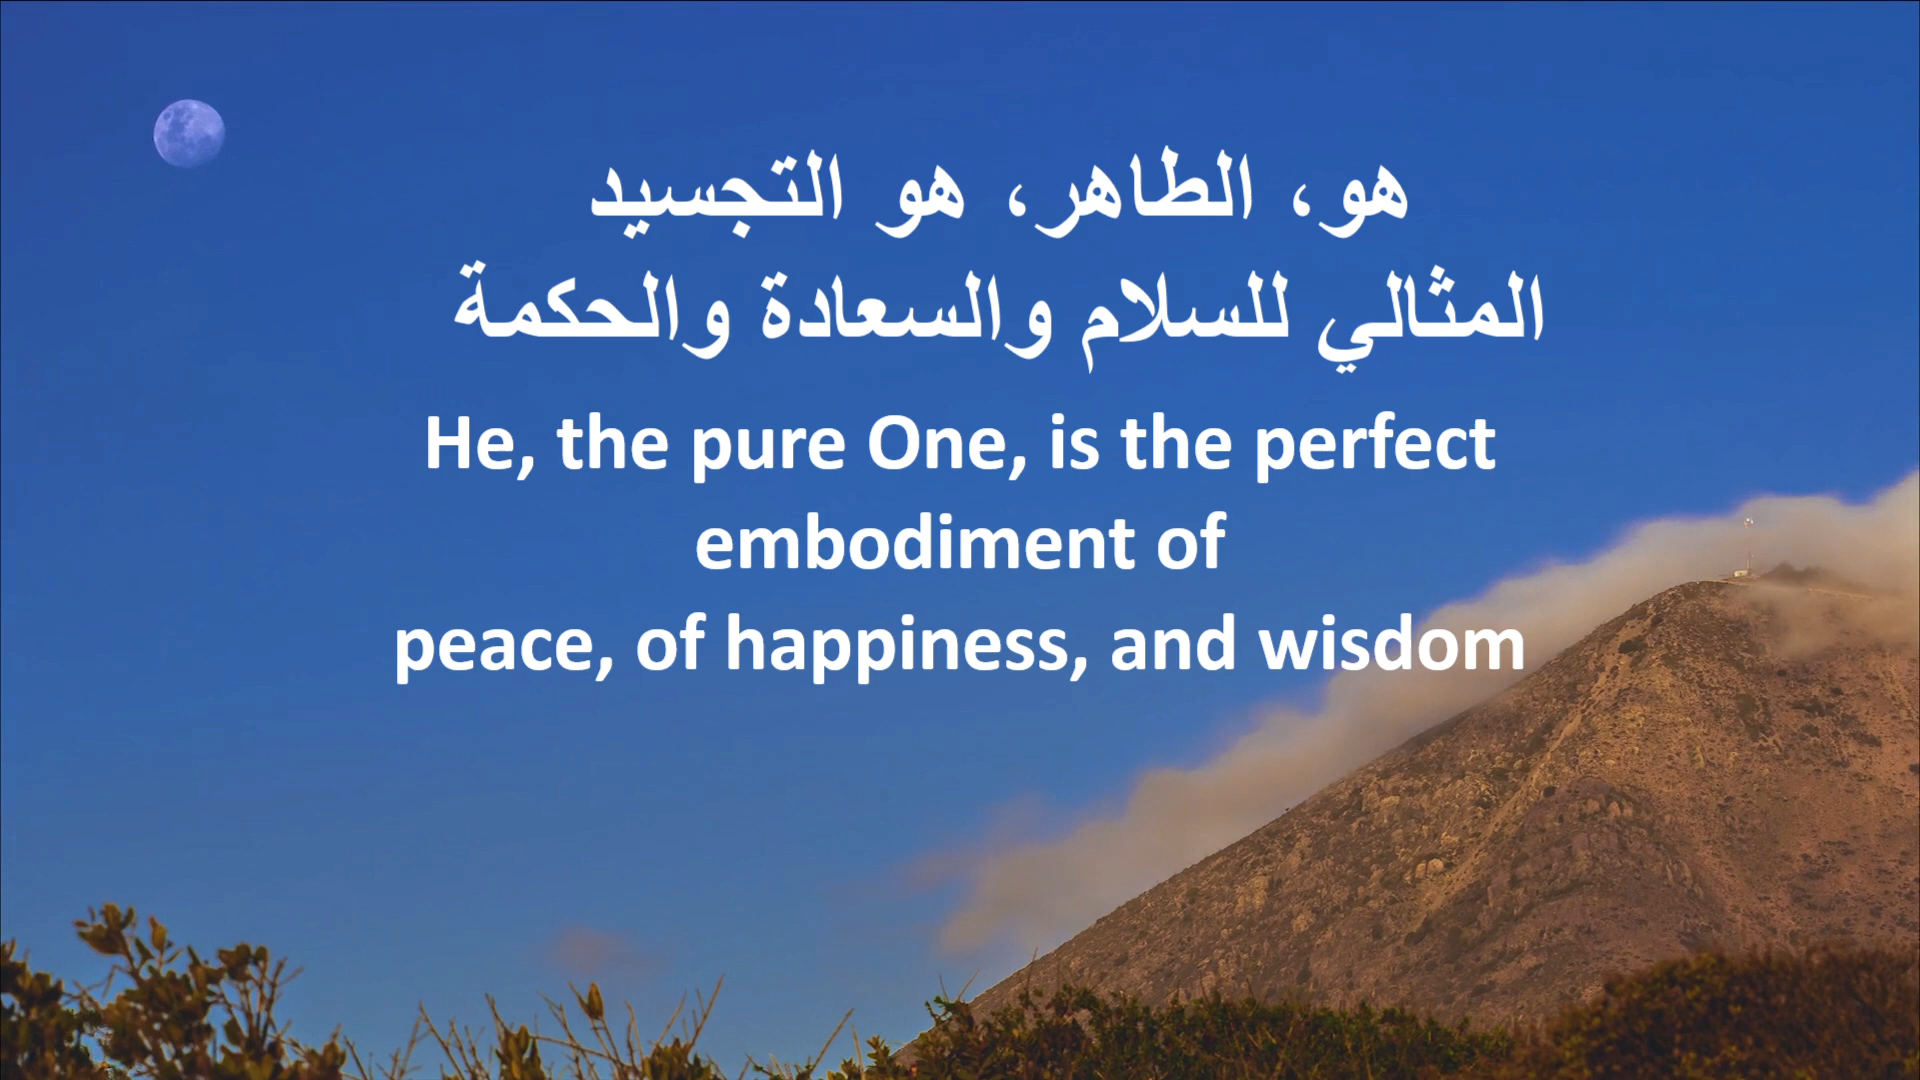 هو، الطاهر، هو التجسيد
المثالي للسلام والسعادة والحكمة
He, the pure One, is the perfect
embodiment of
peace, of happiness, and wisdom